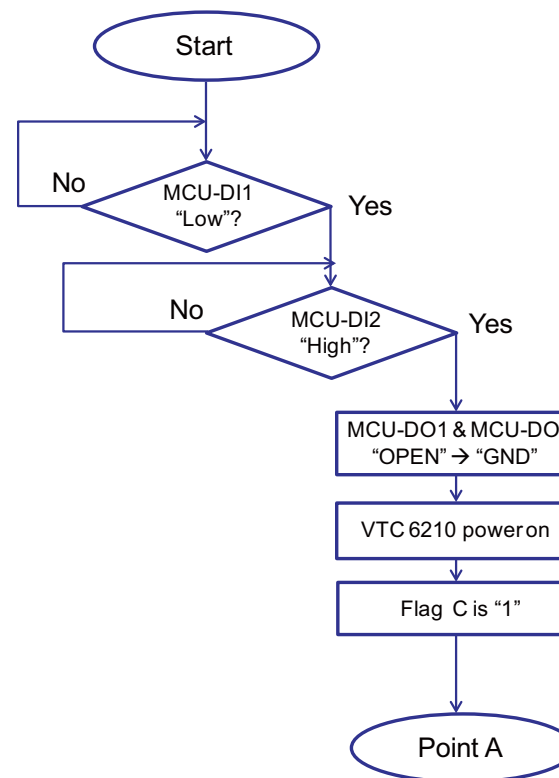 Start
No
MCU-DI1
“Low”?
Yes
No
MCU-DI2
“High”?
Yes
MCU-DO1 & MCU-DO
“OPEN” → “GND”
VTC 6210 power on
Flag C is “1”
Point A